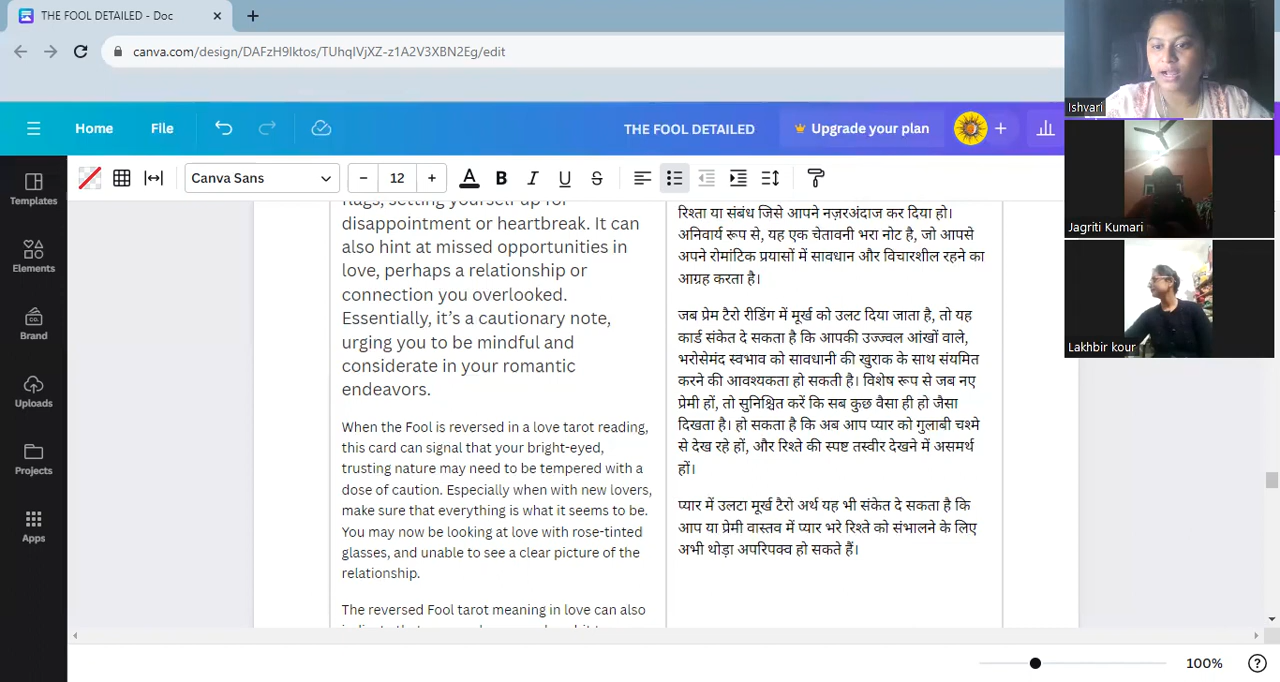 THE FOOL DETAILED - Doc
canva.com/design/DAFzH9lktos/TUhqIVjXZ-z1A2V3XBN2Eg/edit
Home
File
THE FOOL DETAILED
Upgrade your plan
Canva Sans
12
Templates
Elements
Brand
Uploads
Projects
Apps
flags, setting yourself up for
disappointment or heartbreak. It can
also hint at missed opportunities in
love, perhaps a relationship or
connection you overlooked.
Essentially, it's a cautionary note,
urging you to be mindful and
considerate in your romantic
endeavors.
When the Fool is reversed in a love tarot reading,
this card can signal that your bright-eyed,
trusting nature may need to be tempered with a
dose of caution. Especially when with new lovers,
make sure that everything is what it seems to be.
You may now be looking at love with rose-tinted
glasses, and unable to see a clear picture of the
relationship.
The reversed Fool tarot meaning in love can also
रिश्ता या संबंध जिसे आपने नज़रअंदाज कर दिया हो।
अनिवार्य रूप से, यह एक चेतावनी भरा नोट है, जो आपसे
अपने रोमांटिक प्रयासों में सावधान और विचारशील रहने का
आग्रह करता है।
जब प्रेम टैरो रीडिंग में मूर्ख को उलट दिया जाता है, तो यह
कार्ड संकेत दे सकता है कि आपकी उज्ज्वल आंखों वाले,
भरोसेमंद स्वभाव को सावधानी की खुराक के साथ संयमित
करने की आवश्यकता हो सकती है। विशेष रूप से जब नए
प्रेमी हों, तो सुनिश्चित करें कि सब कुछ वैसा ही हो जैसा
दिखता है। हो सकता है कि अब आप प्यार को गुलाबी चश्मे
से देख रहे हों, और रिश्ते की स्पष्ट तस्वीर देखने में असमर्थ
हों।
प्यार में उलटा मूर्ख टैरो अर्थ यह भी संकेत दे सकता है कि
आप या प्रेमी वास्तव में प्यार भरे रिश्ते को संभालने के लिए
अभी थोड़ा अपरिपक्व हो सकते हैं।
Ishvari
Jagriti Kumari
Lakhbir kour
100%